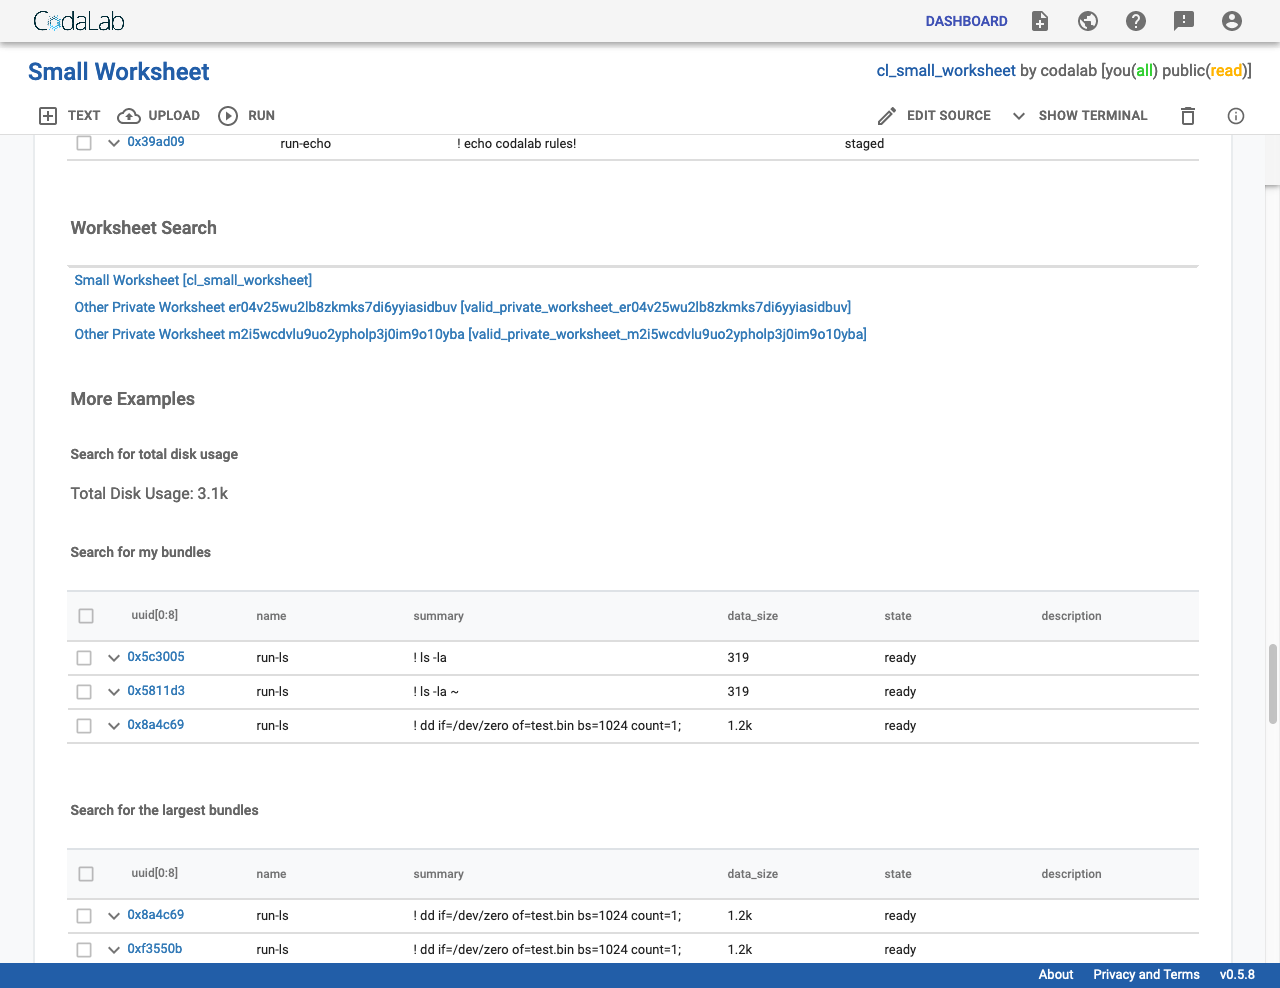 CodaLab DASHBOARD
Small Worksheet cl_small_worksheet by codalab [you(all) public(read)]
TEXT UPLOAD RUN EDIT SOURCE SHOW TERMINAL
0x39ad09 run-echo ! echo codalab rules! staged
Worksheet Search
Small Worksheet [cl_small_worksheet]
Other Private Worksheet er04v25wu2lb8zkmks7di6yyiasidbuv [valid_private_worksheet_er04v25wu2lb8zkmks7di6yyiasidbuv]
Other Private Worksheet m2i5wcdvlu9uo2ypholp3j0im9o10yba [valid_private_worksheet_m2i5wcdvlu9uo2ypholp3j0im9o10yba]
More Examples
Search for total disk usage
Total Disk Usage: 3.1k
Search for my bundles
uuid[0:8] name summary data_size state description
0x5c3005 run-ls ! ls -la 319 ready
0x5811d3 run-ls ! ls -la ~ 319 ready
0x8a4c69 run-ls ! dd if=/dev/zero of=test.bin bs=1024 count=1; 1.2k ready
Search for the largest bundles
uuid[0:8] name summary data_size state description
0x8a4c69 run-ls ! dd if=/dev/zero of=test.bin bs=1024 count=1; 1.2k ready
0xf3550b run-ls ! dd if=/dev/zero of=test.bin bs=1024 count=1; 1.2k ready
About Privacy and Terms v0.5.8